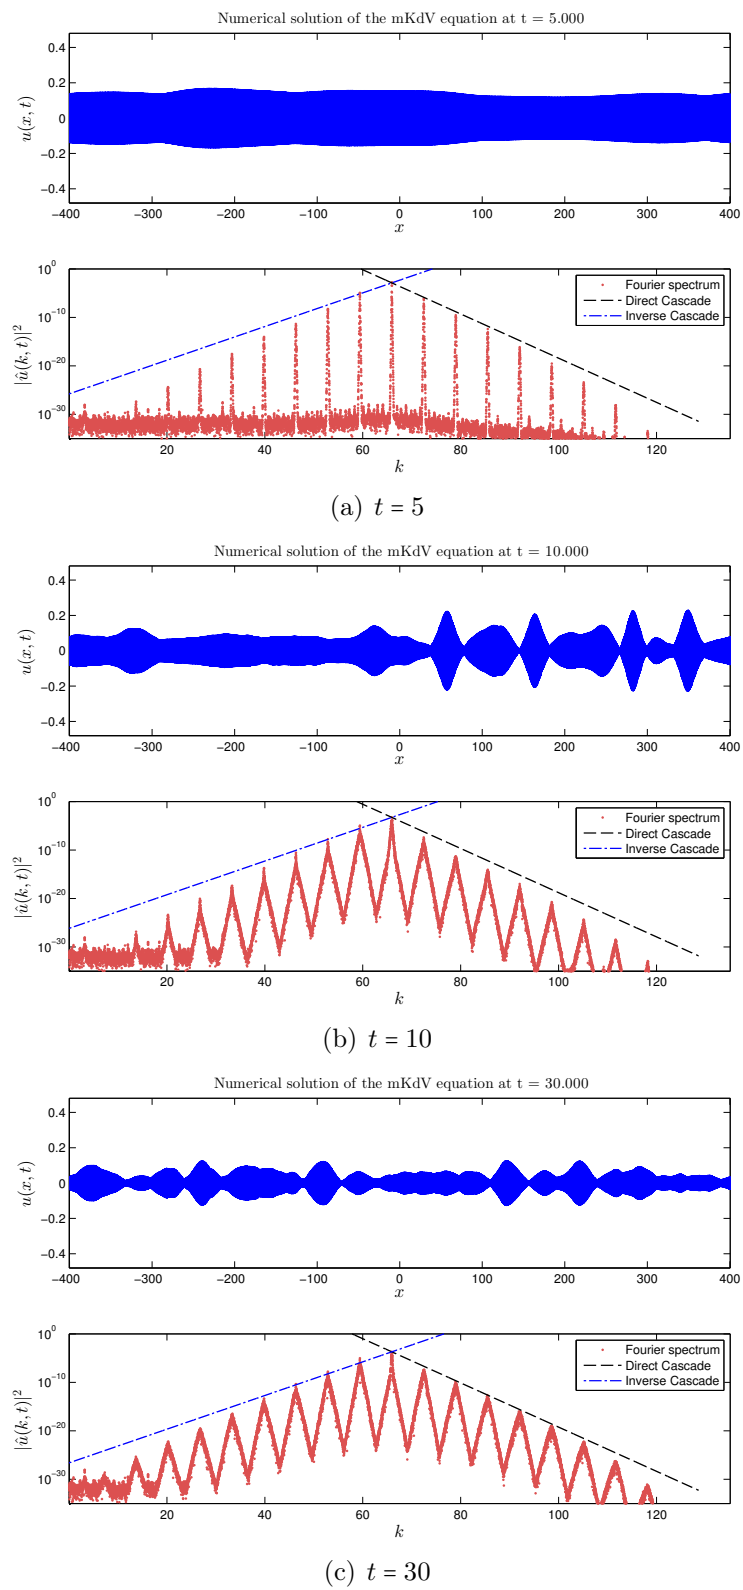 Numerical solution of the mKdV equation at t = 5.000
0.4
0.2
0
−0.2
−0.4
u(x, t)
−400 −300 −200 −100 0 100 200 300 400
x
10^0
10^−10
10^−20
10^−30
|û(k, t)|^2
Fourier spectrum
Direct Cascade
Inverse Cascade
20 40 60 80 100 120
k
(a) t = 5
Numerical solution of the mKdV equation at t = 10.000
0.4
0.2
0
−0.2
−0.4
u(x, t)
−400 −300 −200 −100 0 100 200 300 400
x
10^0
10^−10
10^−20
10^−30
|û(k, t)|^2
Fourier spectrum
Direct Cascade
Inverse Cascade
20 40 60 80 100 120
k
(b) t = 10
Numerical solution of the mKdV equation at t = 30.000
0.4
0.2
0
−0.2
−0.4
u(x, t)
−400 −300 −200 −100 0 100 200 300 400
x
10^0
10^−10
10^−20
10^−30
|û(k, t)|^2
Fourier spectrum
Direct Cascade
Inverse Cascade
20 40 60 80 100 120
k
(c) t = 30